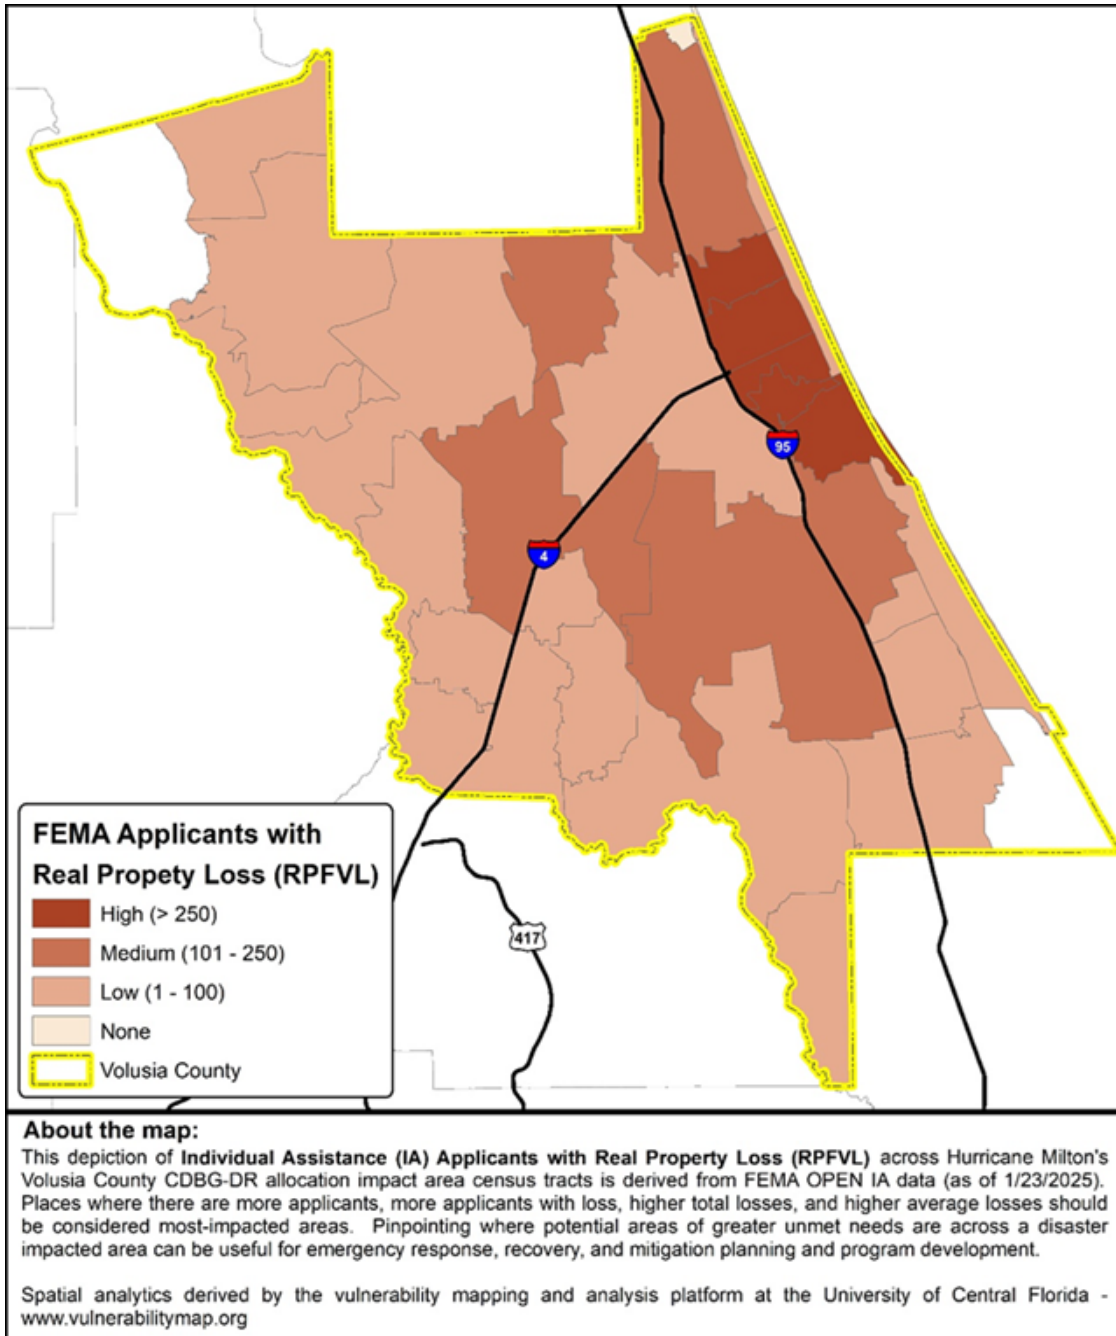 95
4
FEMA Applicants with
Real Propety Loss (RPFVL)
High (> 250)
Medium (101 - 250)
Low (1 - 100)
None
Volusia County
417
About the map:
This depiction of Individual Assistance (IA) Applicants with Real Property Loss (RPFVL) across Hurricane Milton's
Volusia County CDBG-DR allocation impact area census tracts is derived from FEMA OPEN IA data (as of 1/23/2025).
Places where there are more applicants, more applicants with loss, higher total losses, and higher average losses should
be considered most-impacted areas. Pinpointing where potential areas of greater unmet needs are across a disaster
impacted area can be useful for emergency response, recovery, and mitigation planning and program development.
Spatial analytics derived by the vulnerability mapping and analysis platform at the University of Central Florida -
www.vulnerabilitymap.org